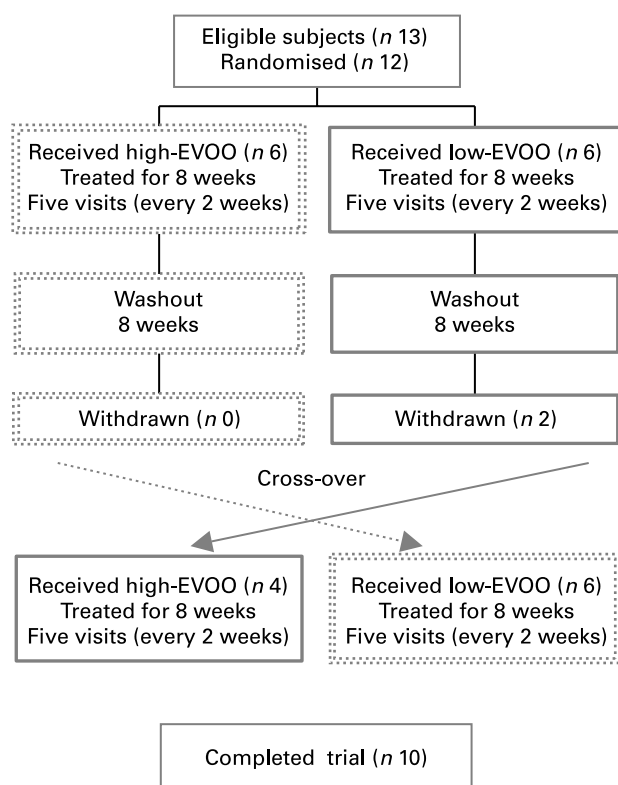 Eligible subjects (n 13)
Randomised (n 12)
Received high-EVOO (n 6)
Treated for 8 weeks
Five visits (every 2 weeks)
Received low-EVOO (n 6)
Treated for 8 weeks
Five visits (every 2 weeks)
Washout
8 weeks
Washout
8 weeks
Withdrawn (n 0)
Withdrawn (n 2)
Cross-over
Received high-EVOO (n 4)
Treated for 8 weeks
Five visits (every 2 weeks)
Received low-EVOO (n 6)
Treated for 8 weeks
Five visits (every 2 weeks)
Completed trial (n 10)